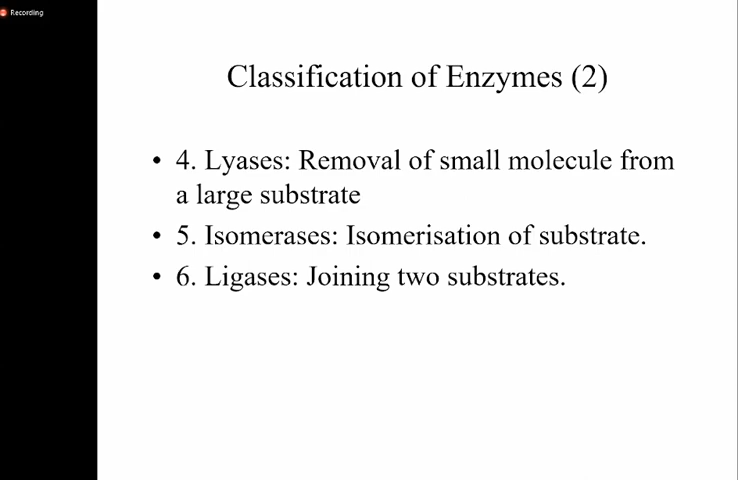 Recording
Classification of Enzymes (2)
• 4. Lyases: Removal of small molecule from
a large substrate
• 5. Isomerases: Isomerisation of substrate.
• 6. Ligases: Joining two substrates.